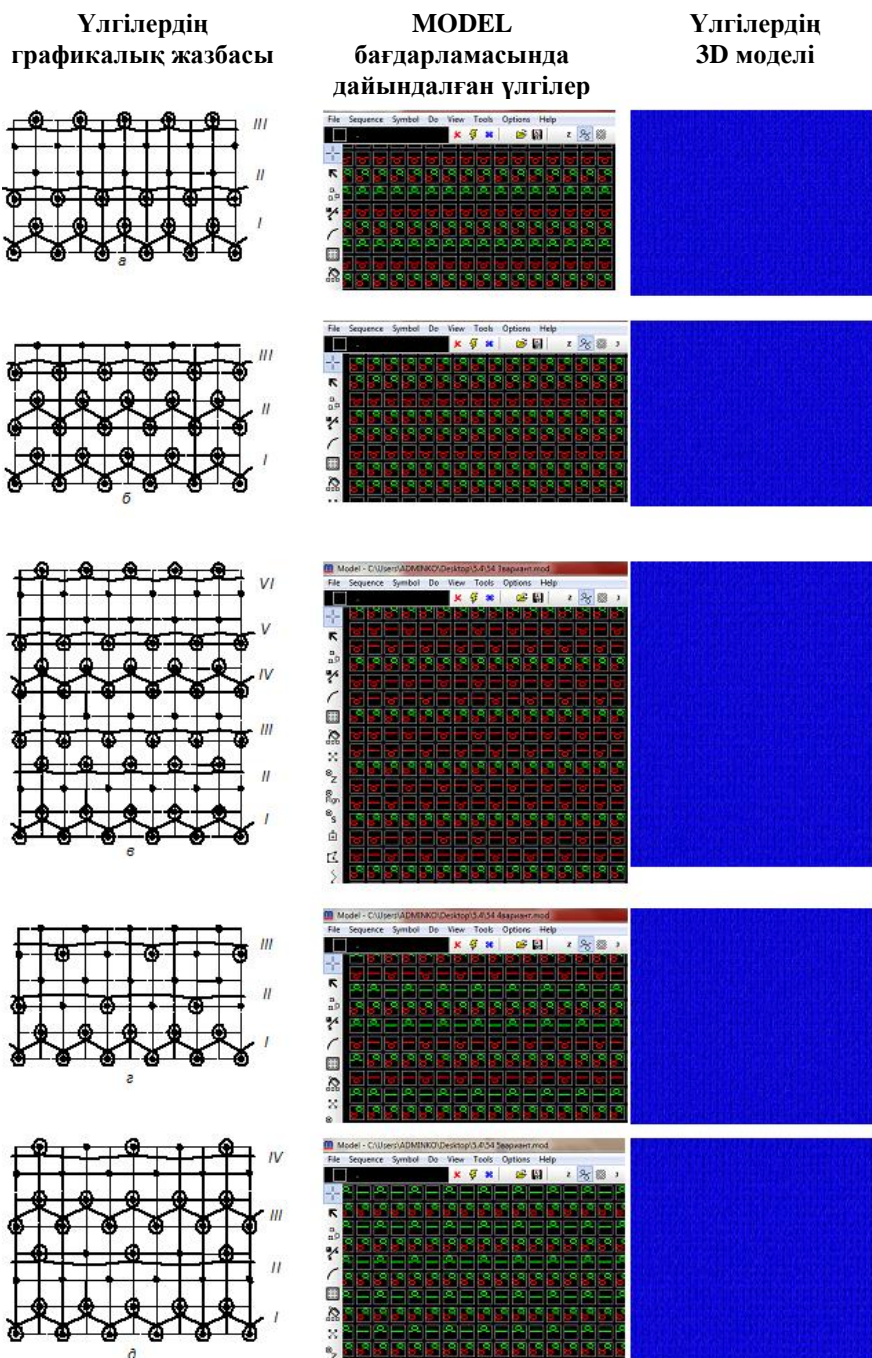 Үлгілердің
графикалық жазбасы
MODEL
бағдарламасында
дайындалған үлгілер
Үлгілердің
3D моделі
III
II
I
а
File Sequence Symbol Do View Tools Options Help
III
II
I
б
File Sequence Symbol Do View Tools Options Help
VI
V
IV
III
II
I
в
Model - C:\Users\ADMINKO\Desktop\5.4\54 3вариант.mod
File Sequence Symbol Do View Tools Options Help
III
II
I
г
Model - C:\Users\ADMINKO\Desktop\5.4\54 4вариант.mod
File Sequence Symbol Do View Tools Options Help
IV
III
II
I
д
Model - C:\Users\ADMINKO\Desktop\5.4\54 5вариант.mod
File Sequence Symbol Do View Tools Options Help